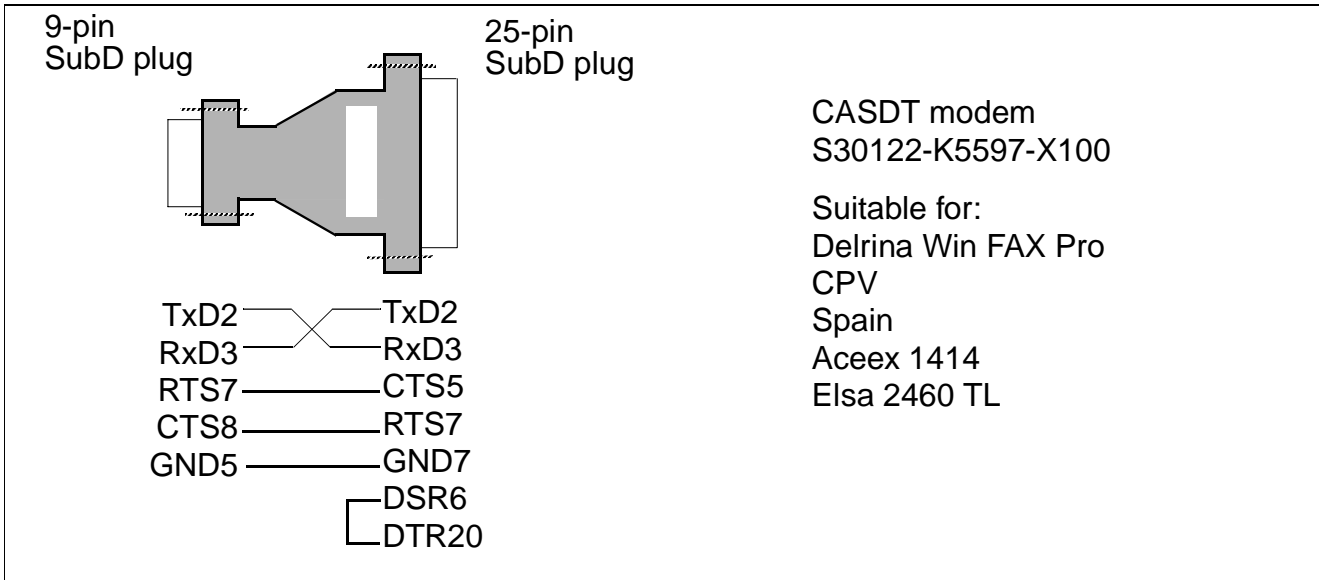 9-pin
SubD plug
25-pin
SubD plug
CASDT modem
S30122-K5597-X100
Suitable for:
Delrina Win FAX Pro
CPV
Spain
Aceex 1414
Elsa 2460 TL
TxD2 TxD2
RxD3 RxD3
RTS7 CTS5
CTS8 RTS7
GND5 GND7
DSR6
DTR20